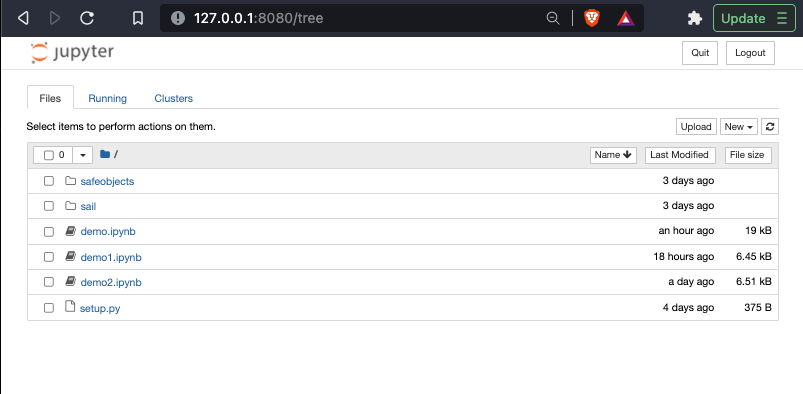 127.0.0.1:8080/tree
Update
jupyter
Quit Logout
Files Running Clusters
Select items to perform actions on them.
Upload New
0 / Name Last Modified File size
safeobjects 3 days ago
sail 3 days ago
demo.ipynb an hour ago 19 kB
demo1.ipynb 18 hours ago 6.45 kB
demo2.ipynb a day ago 6.51 kB
setup.py 4 days ago 375 B